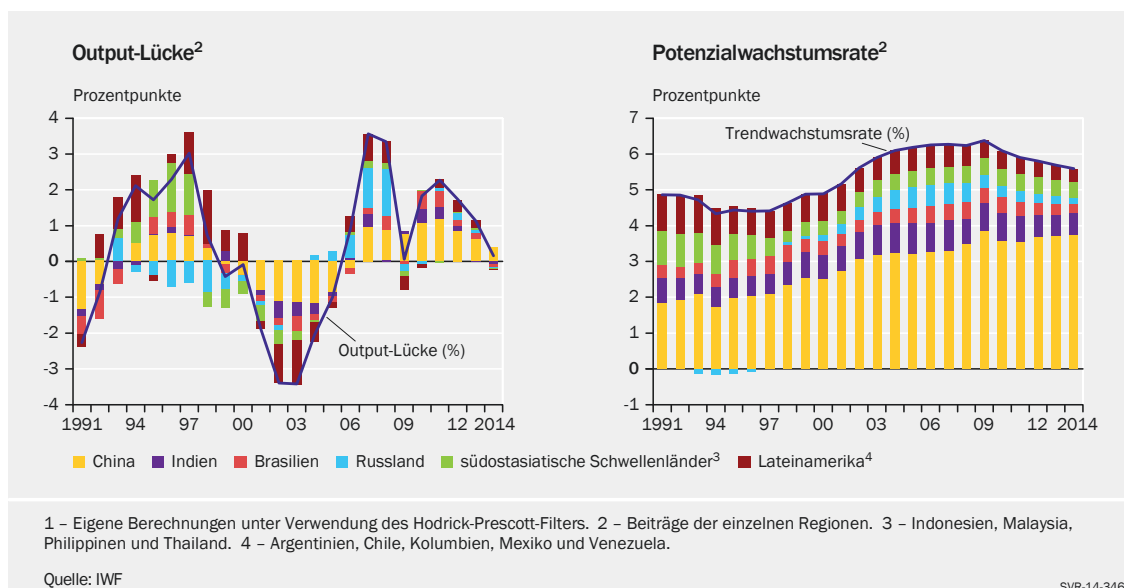 Output-Lücke2
Prozentpunkte
4
3
2
1
0
-1
-2
-3
-4
Output-Lücke (%)
1991 94 97 00 03 06 09 12 2014
Potenzialwachstumsrate2
Prozentpunkte
7
6
5
4
3
2
1
0
-1
Trendwachstumsrate (%)
1991 94 97 00 03 06 09 12 2014
China Indien Brasilien Russland südostasiatische Schwellenländer3 Lateinamerika4
1 – Eigene Berechnungen unter Verwendung des Hodrick-Prescott-Filters. 2 – Beiträge der einzelnen Regionen. 3 – Indonesien, Malaysia,
Philippinen und Thailand. 4 – Argentinien, Chile, Kolumbien, Mexiko und Venezuela.
Quelle: IWF
SVR-14-346